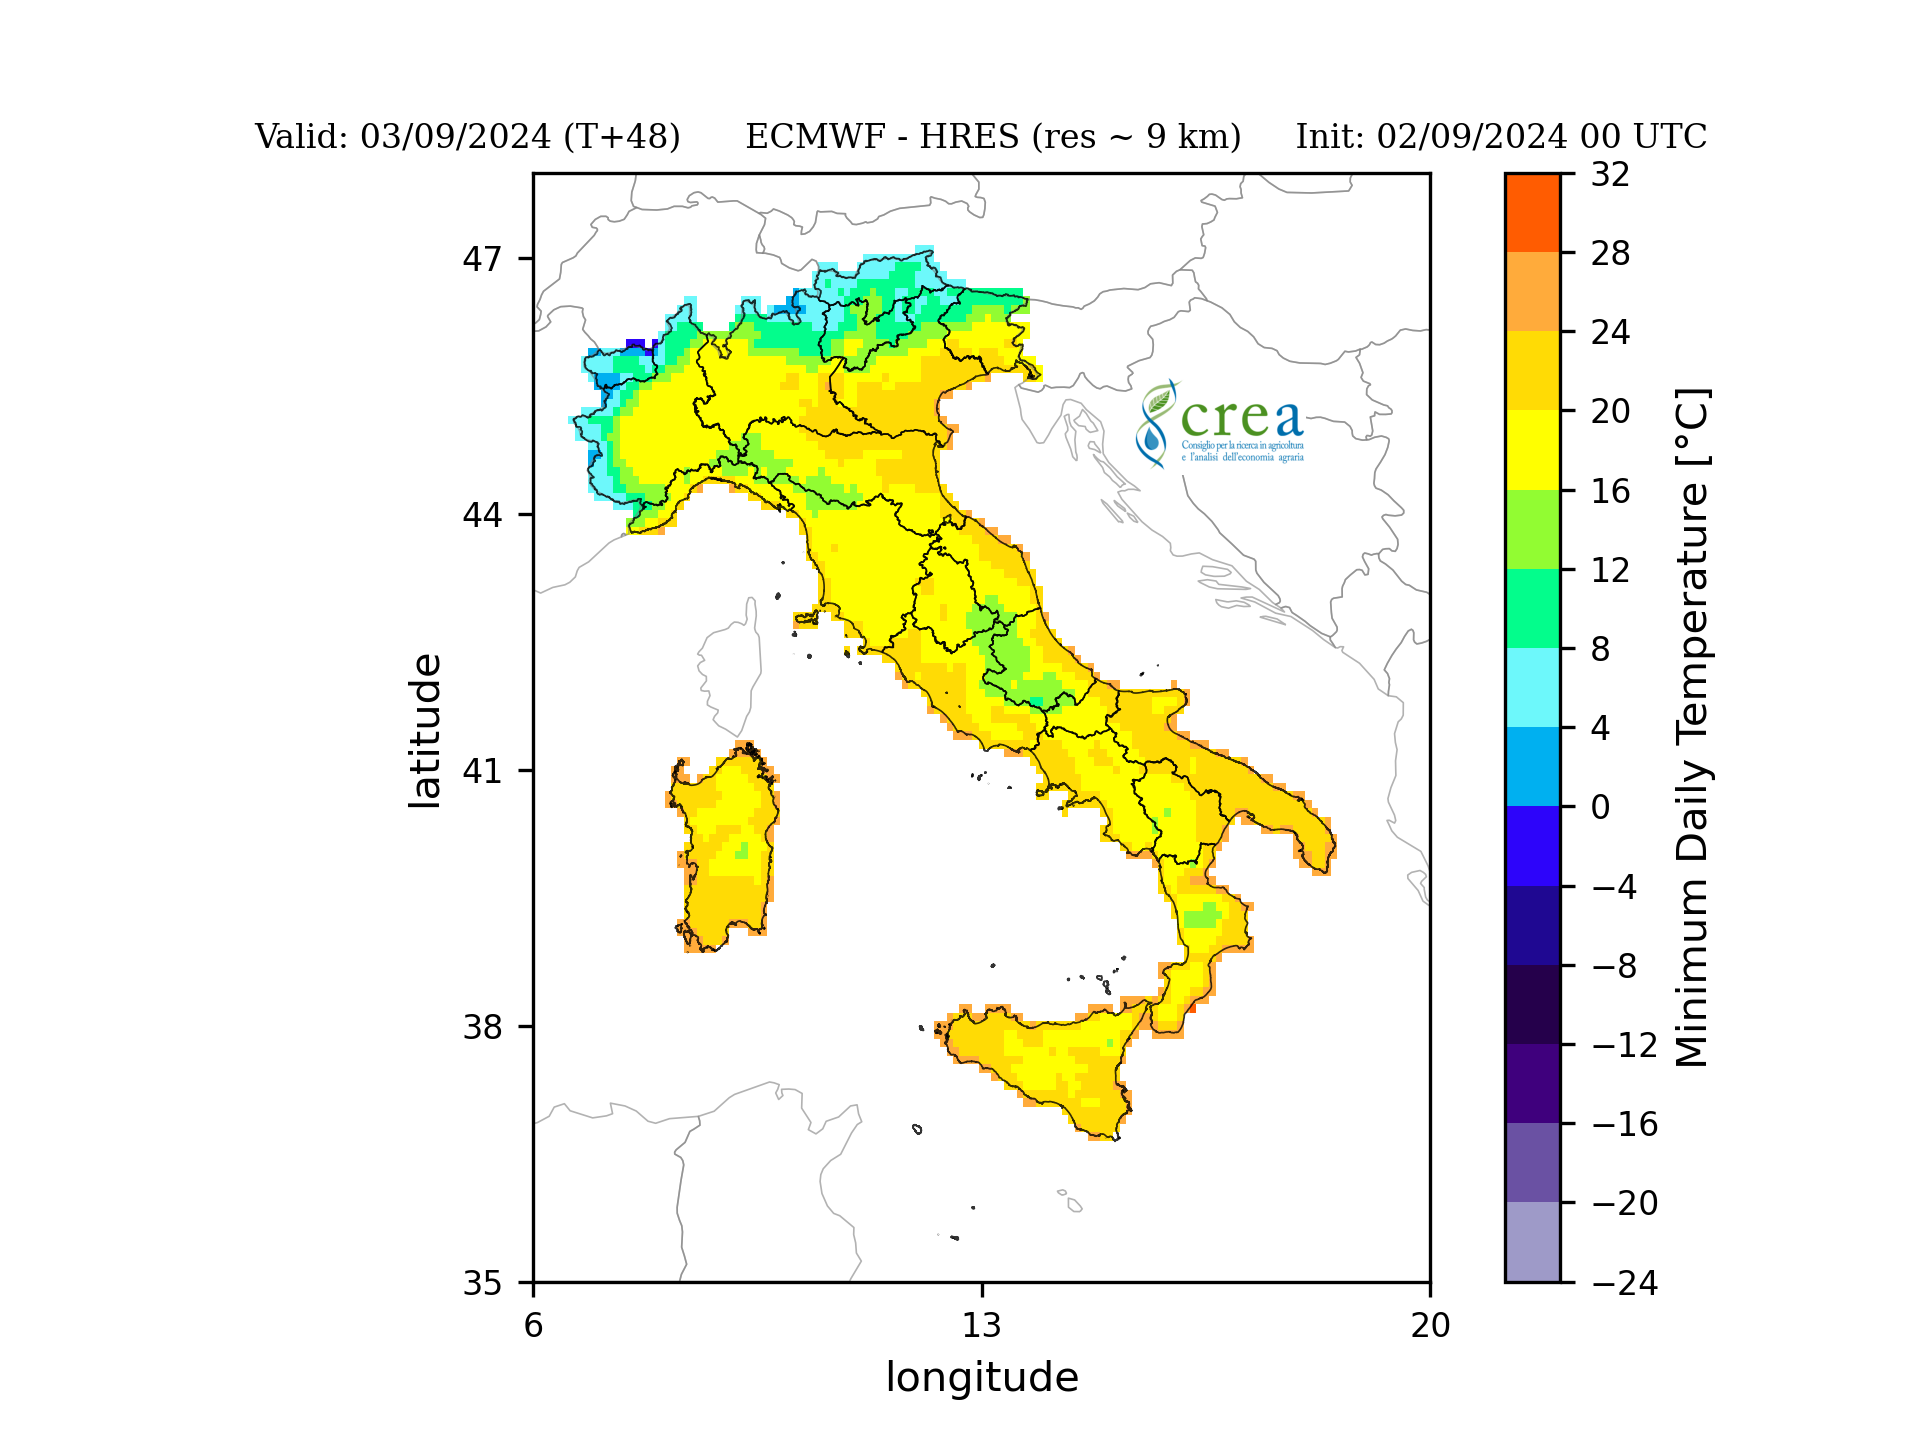 Valid: 03/09/2024 (T+48) ECMWF - HRES (res ~ 9 km) Init: 02/09/2024 00 UTC
47
44
41
38
35
latitude
6 13 20
longitude
crea
Consiglio per la ricerca in agricoltura
e l'analisi dell'economia agraria
32
28
24
20
16
12
8
4
0
−4
−8
−12
−16
−20
−24
Minimum Daily Temperature [°C]